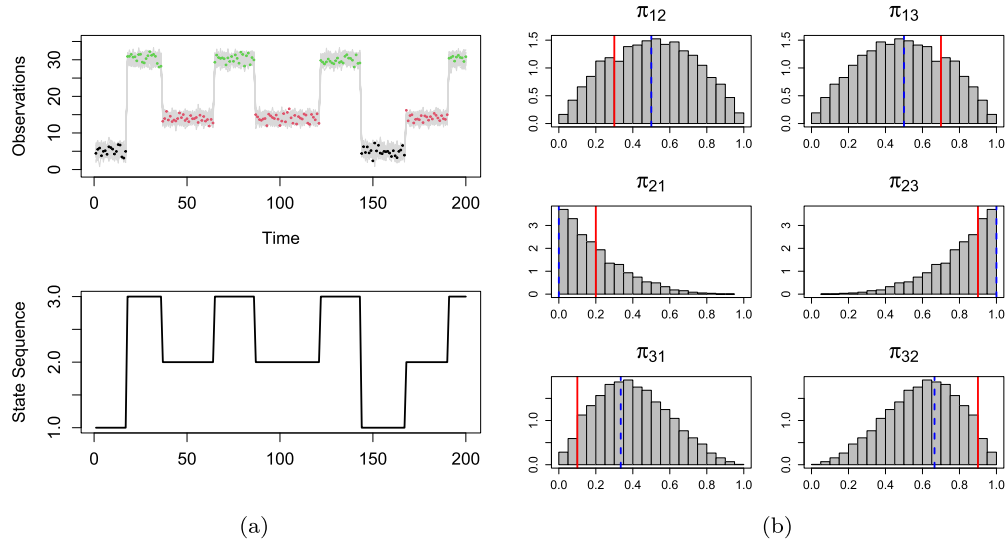 Observations
0 10 20 30
0 50 100 150 200
Time
State Sequence
1.0 2.0 3.0
0 50 100 150 200
(a)
π12
0.0 0.5 1.0 1.5
0.0 0.2 0.4 0.6 0.8 1.0
π13
0.0 0.5 1.0 1.5
0.0 0.2 0.4 0.6 0.8 1.0
π21
0 1 2 3
0.0 0.2 0.4 0.6 0.8 1.0
π23
0 1 2 3
0.0 0.2 0.4 0.6 0.8 1.0
π31
0.0 1.0
0.0 0.2 0.4 0.6 0.8 1.0
π32
0.0 1.0
0.0 0.2 0.4 0.6 0.8 1.0
(b)